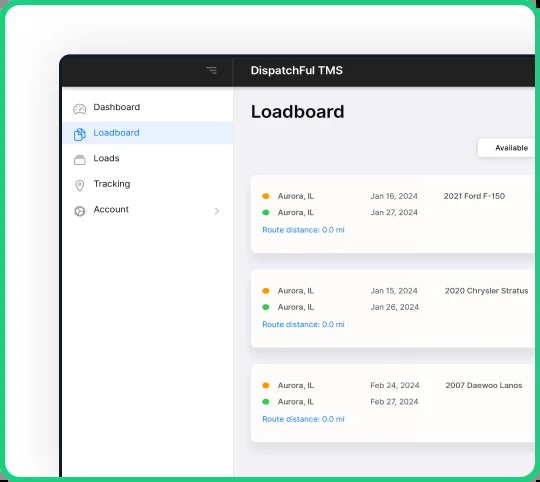 DispatchFul TMS
Dashboard
Loadboard
Loads
Tracking
Account
Loadboard
Available
Aurora, IL Jan 16, 2024 2021 Ford F-150
Aurora, IL Jan 27, 2024
Route distance: 0.0 mi
Aurora, IL Jan 15, 2024 2020 Chrysler Stratus
Aurora, IL Jan 26, 2024
Route distance: 0.0 mi
Aurora, IL Feb 24, 2024 2007 Daewoo Lanos
Aurora, IL Feb 27, 2024
Route distance: 0.0 mi